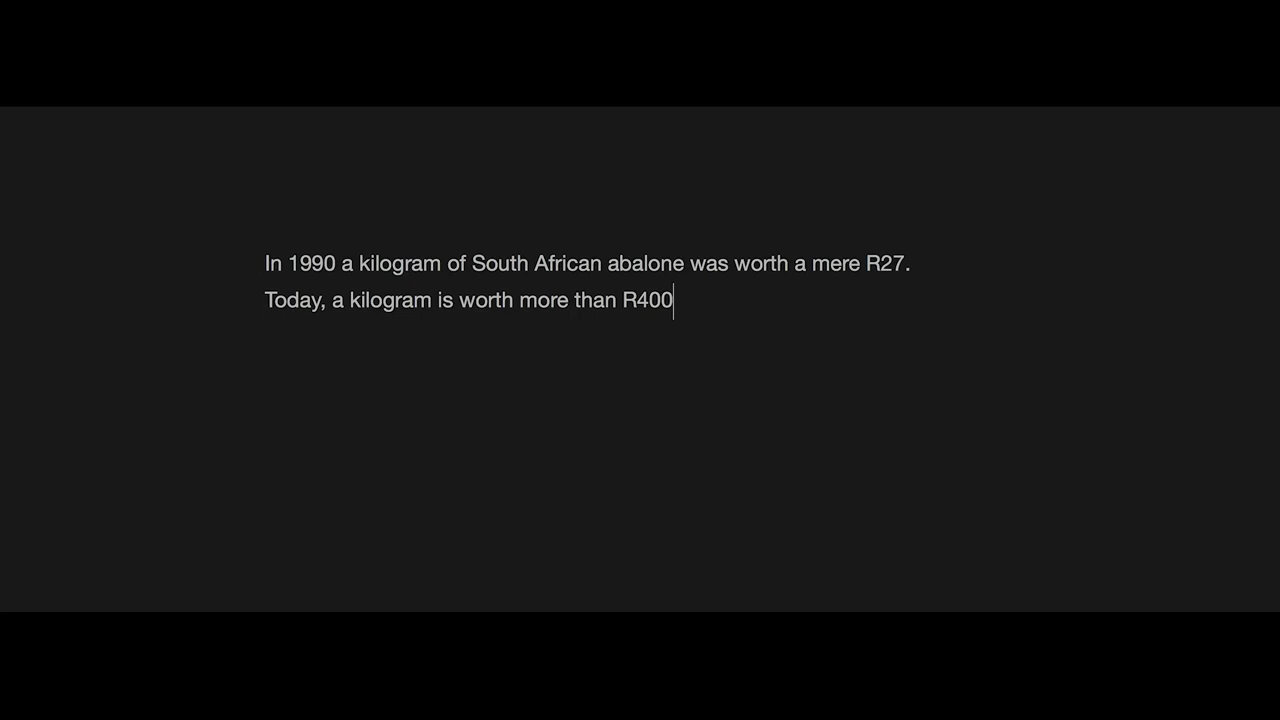 In 1990 a kilogram of South African abalone was worth a mere R27.
Today, a kilogram is worth more than R400